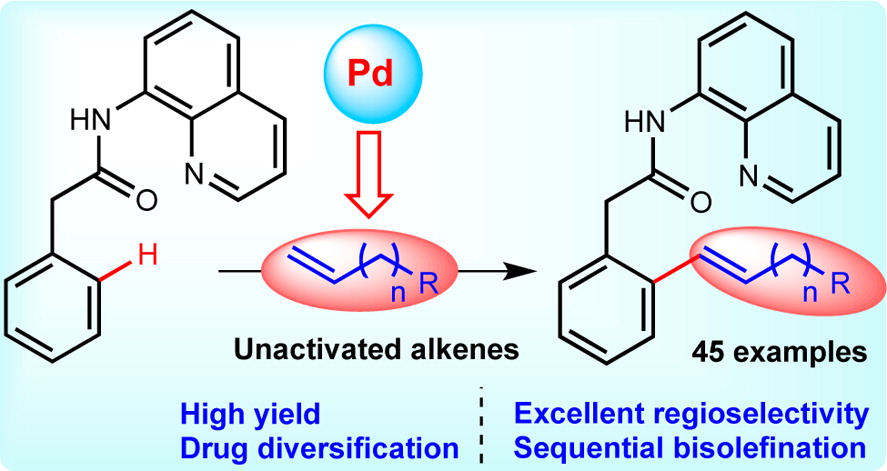 Pd
HN
N
O
H
n
R
Unactivated alkenes
HN
N
O
n
R
45 examples
High yield
Drug diversification
Excellent regioselectivity
Sequential bisolefination